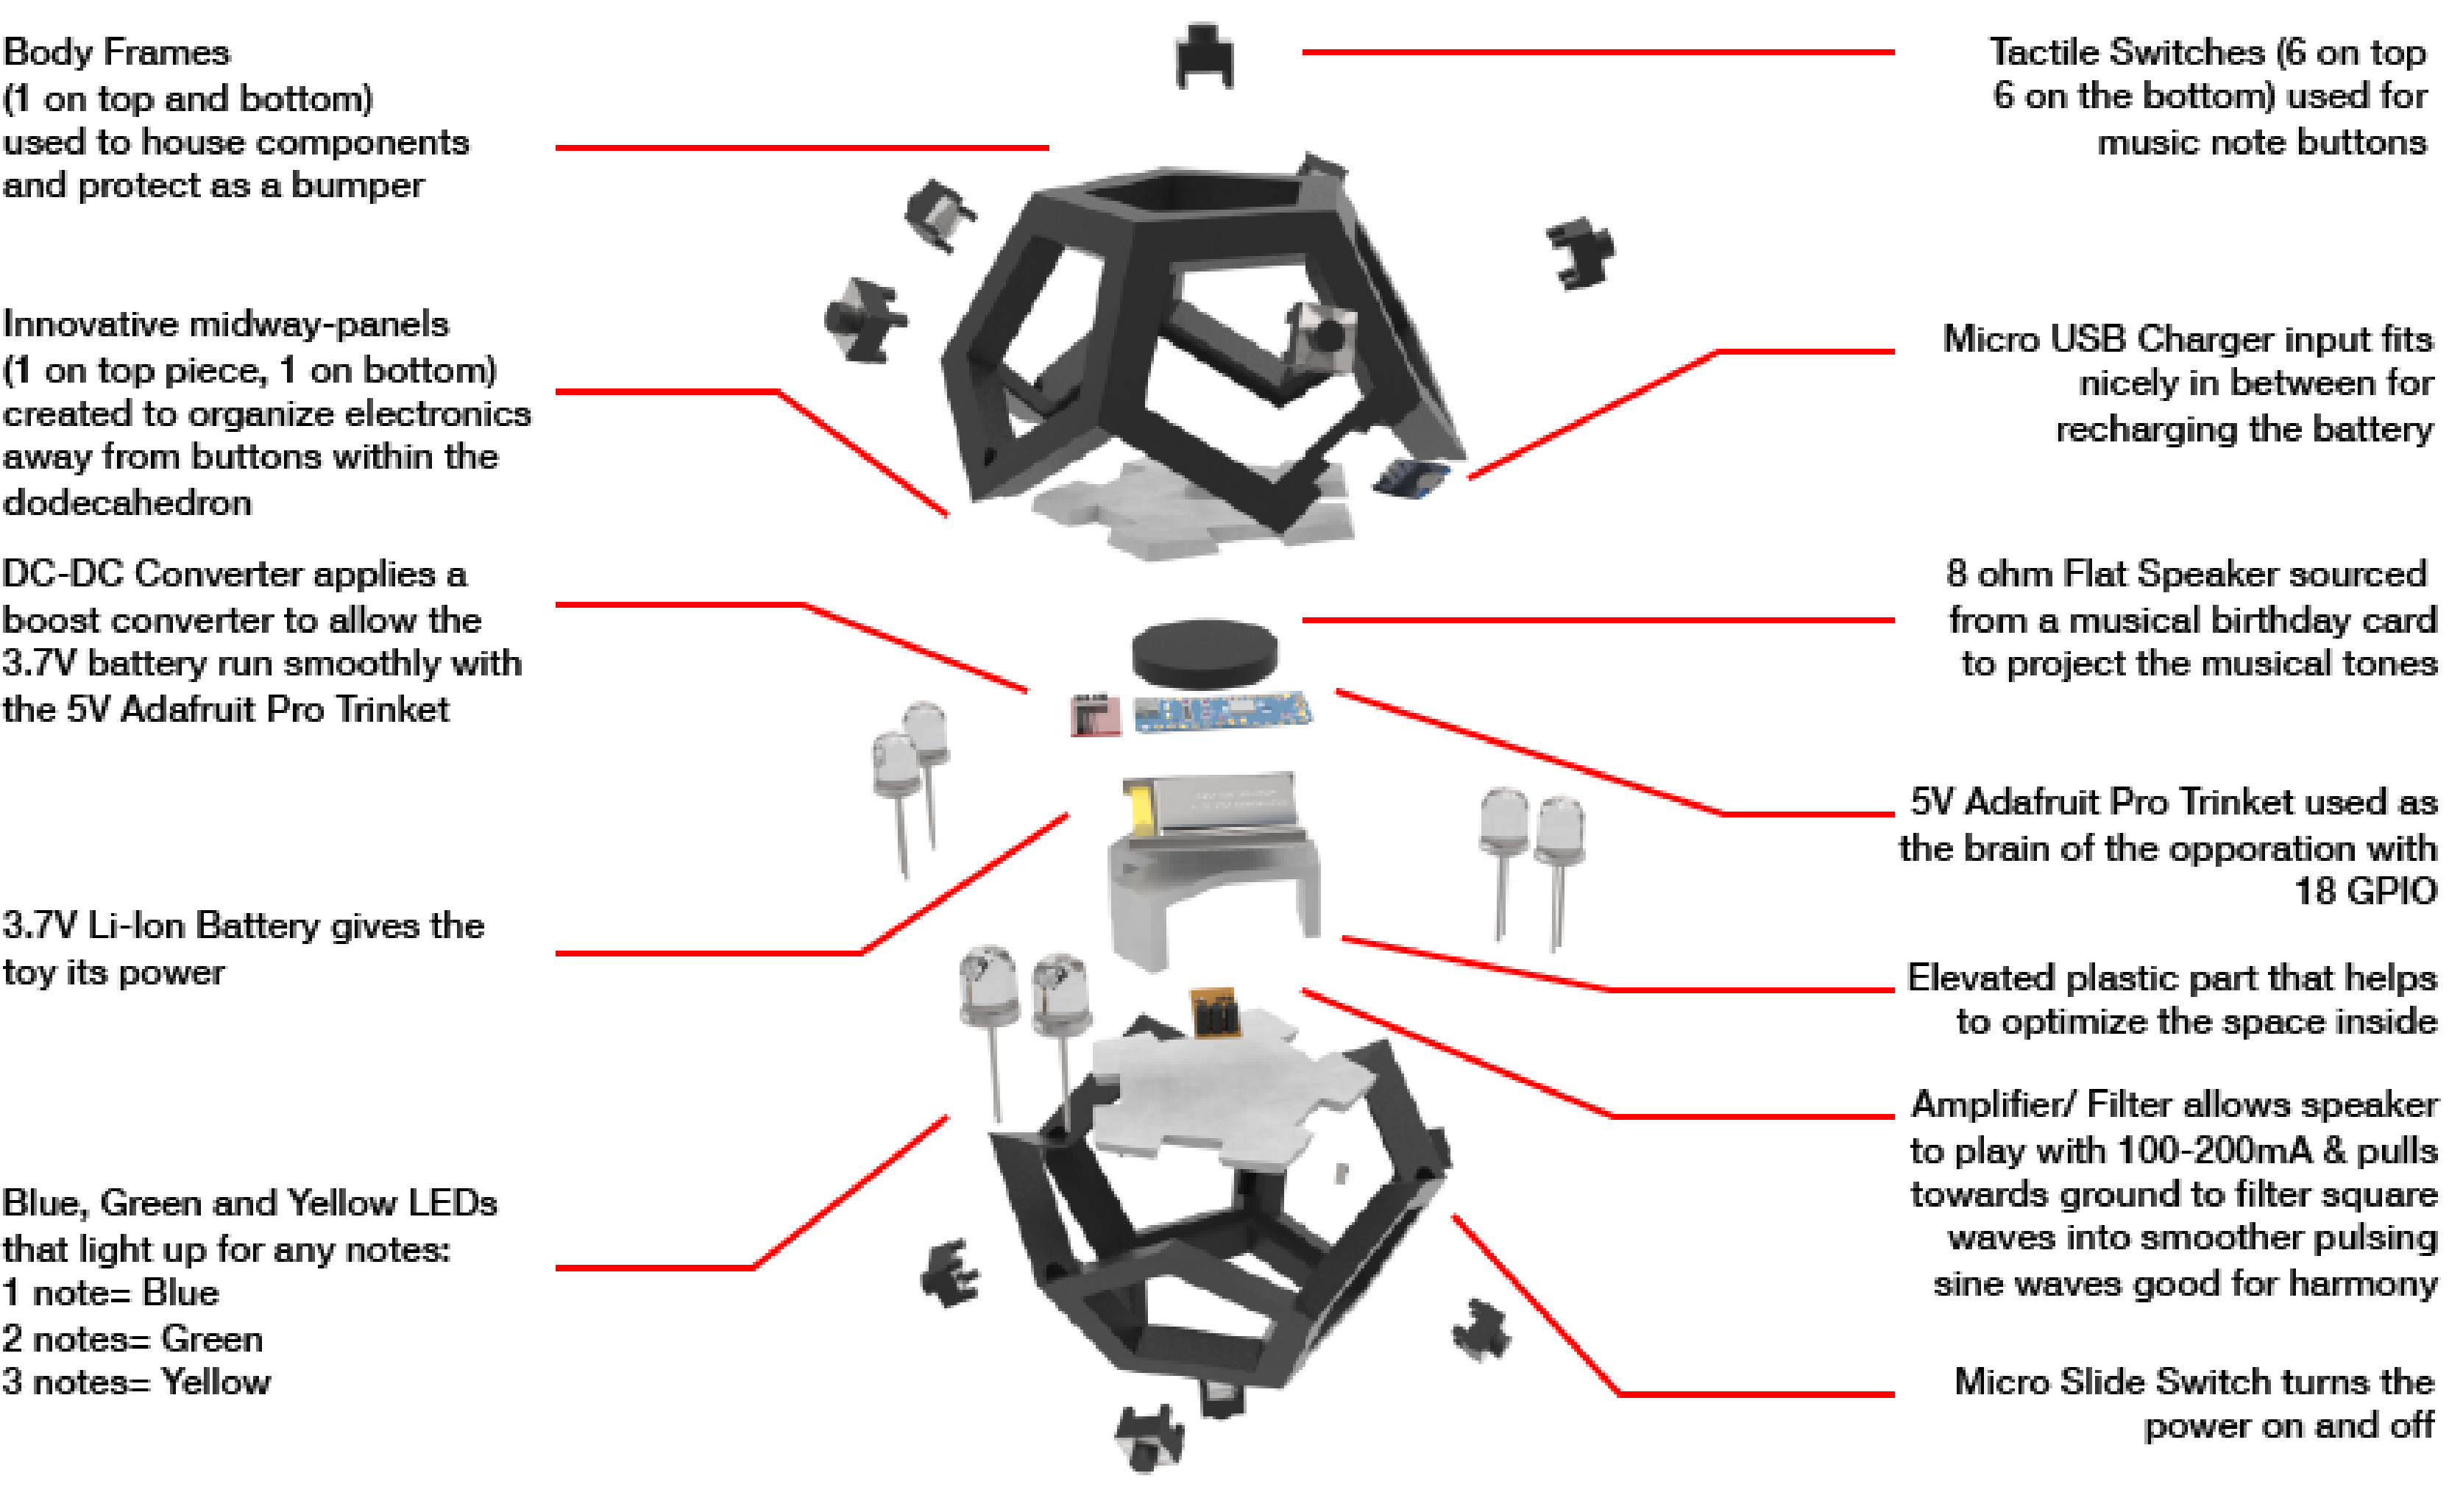 Body Frames
(1 on top and bottom)
used to house components
and protect as a bumper
Innovative midway-panels
(1 on top piece, 1 on bottom)
created to organize electronics
away from buttons within the
dodecahedron
DC-DC Converter applies a
boost converter to allow the
3.7V battery run smoothly with
the 5V Adafruit Pro Trinket
3.7V Li-Ion Battery gives the
toy its power
Blue, Green and Yellow LEDs
that light up for any notes:
1 note= Blue
2 notes= Green
3 notes= Yellow
Tactile Switches (6 on top
6 on the bottom) used for
music note buttons
Micro USB Charger input fits
nicely in between for
recharging the battery
8 ohm Flat Speaker sourced
from a musical birthday card
to project the musical tones
5V Adafruit Pro Trinket used as
the brain of the opporation with
18 GPIO
Elevated plastic part that helps
to optimize the space inside
Amplifier/ Filter allows speaker
to play with 100-200mA & pulls
towards ground to filter square
waves into smoother pulsing
sine waves good for harmony
Micro Slide Switch turns the
power on and off